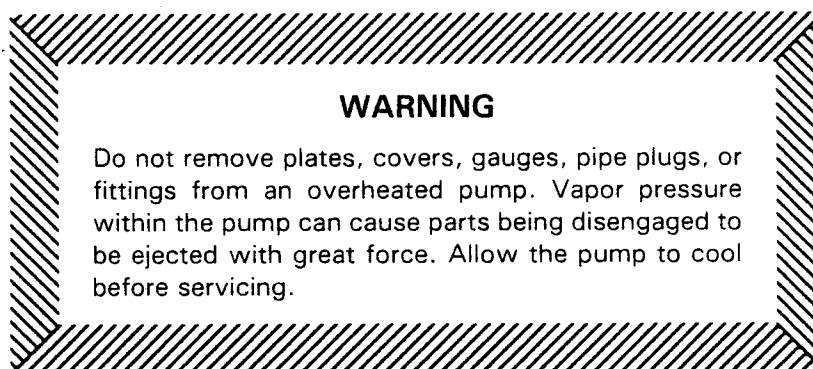 WARNING
Do not remove plates, covers, gauges, pipe plugs, or
fittings from an overheated pump. Vapor pressure
within the pump can cause parts being disengaged to
be ejected with great force. Allow the pump to cool
before servicing.